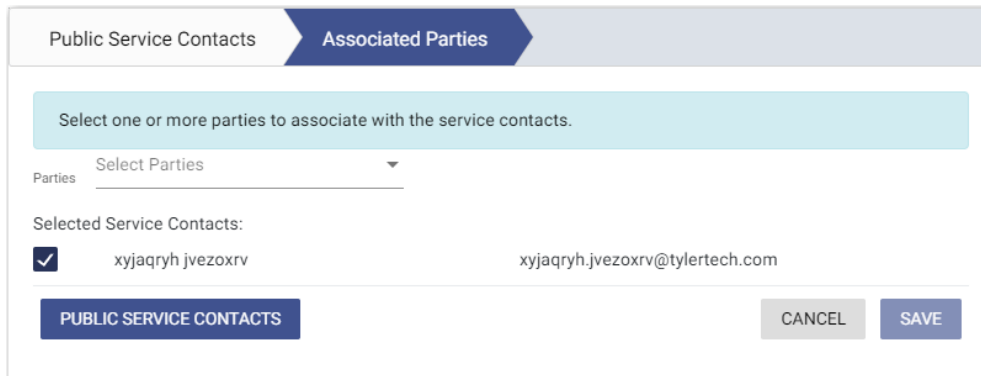 Public Service Contacts
Associated Parties
Select one or more parties to associate with the service contacts.
Parties
Select Parties
Selected Service Contacts:
xyjaqryh jvezoxrv xyjaqryh.jvezoxrv@tylertech.com
PUBLIC SERVICE CONTACTS
CANCEL
SAVE